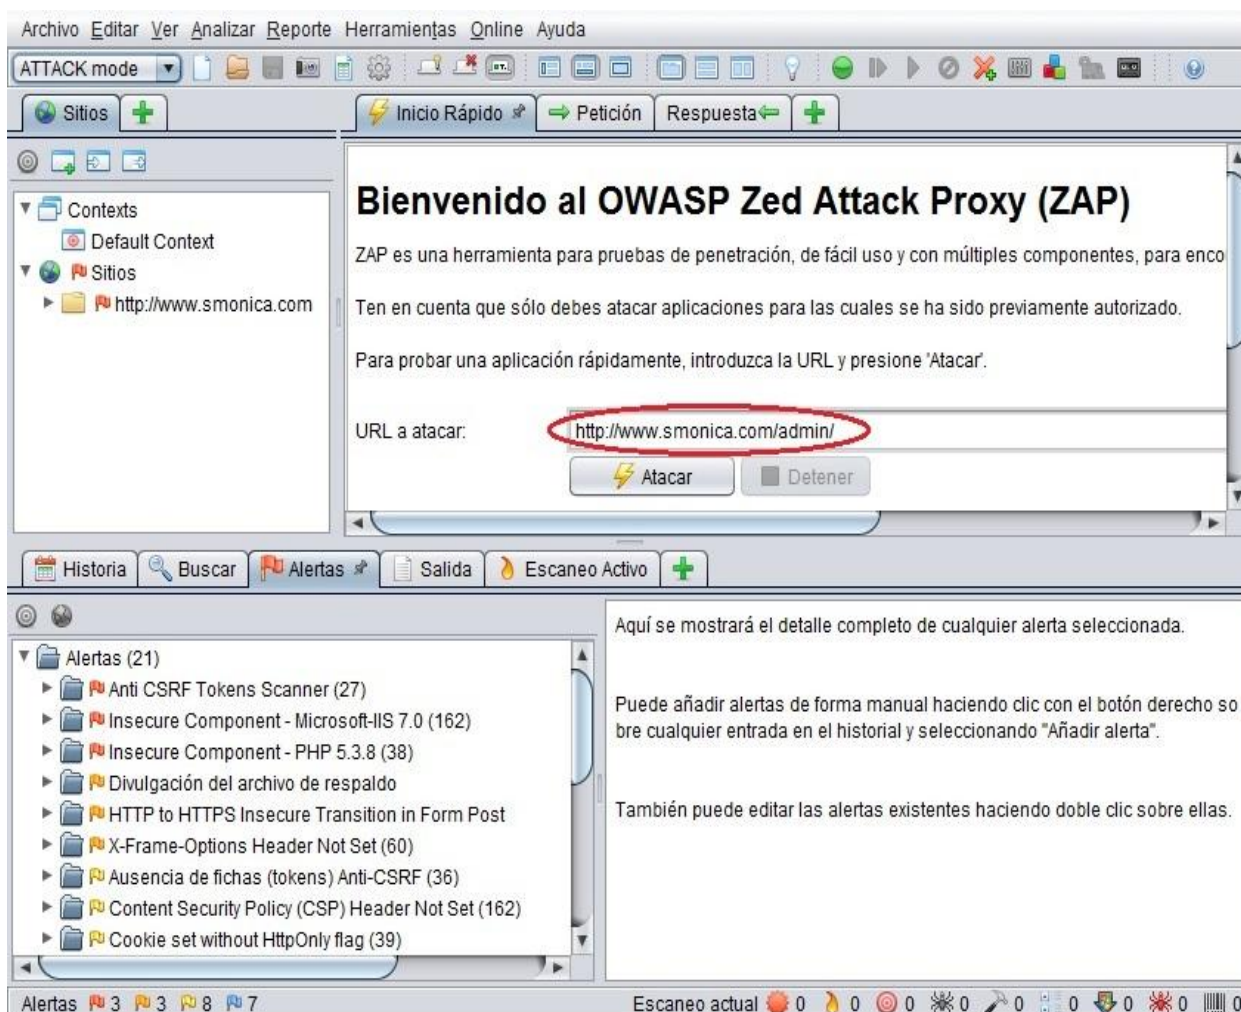 Archivo Editar Ver Analizar Reporte Herramientas Online Ayuda
ATTACK mode
Sitios
Inicio Rápido
Petición
Respuesta
Contexts
Default Context
Sitios
http://www.smonica.com
Bienvenido al OWASP Zed Attack Proxy (ZAP)
ZAP es una herramienta para pruebas de penetración, de fácil uso y con múltiples componentes, para enco
Ten en cuenta que sólo debes atacar aplicaciones para las cuales se ha sido previamente autorizado.
Para probar una aplicación rápidamente, introduzca la URL y presione 'Atacar'.
URL a atacar: http://www.smonica.com/admin/
Atacar
Detener
Historia
Buscar
Alertas
Salida
Escaneo Activo
Alertas (21)
Anti CSRF Tokens Scanner (27)
Insecure Component - Microsoft-IIS 7.0 (162)
Insecure Component - PHP 5.3.8 (38)
Divulgación del archivo de respaldo
HTTP to HTTPS Insecure Transition in Form Post
X-Frame-Options Header Not Set (60)
Ausencia de fichas (tokens) Anti-CSRF (36)
Content Security Policy (CSP) Header Not Set (162)
Cookie set without HttpOnly flag (39)
Aquí se mostrará el detalle completo de cualquier alerta seleccionada.
Puede añadir alertas de forma manual haciendo clic con el botón derecho so
bre cualquier entrada en el historial y seleccionando "Añadir alerta".
También puede editar las alertas existentes haciendo doble clic sobre ellas.
Alertas 3 3 8 7
Escaneo actual 0 0 0 0 0 0 0 0 0